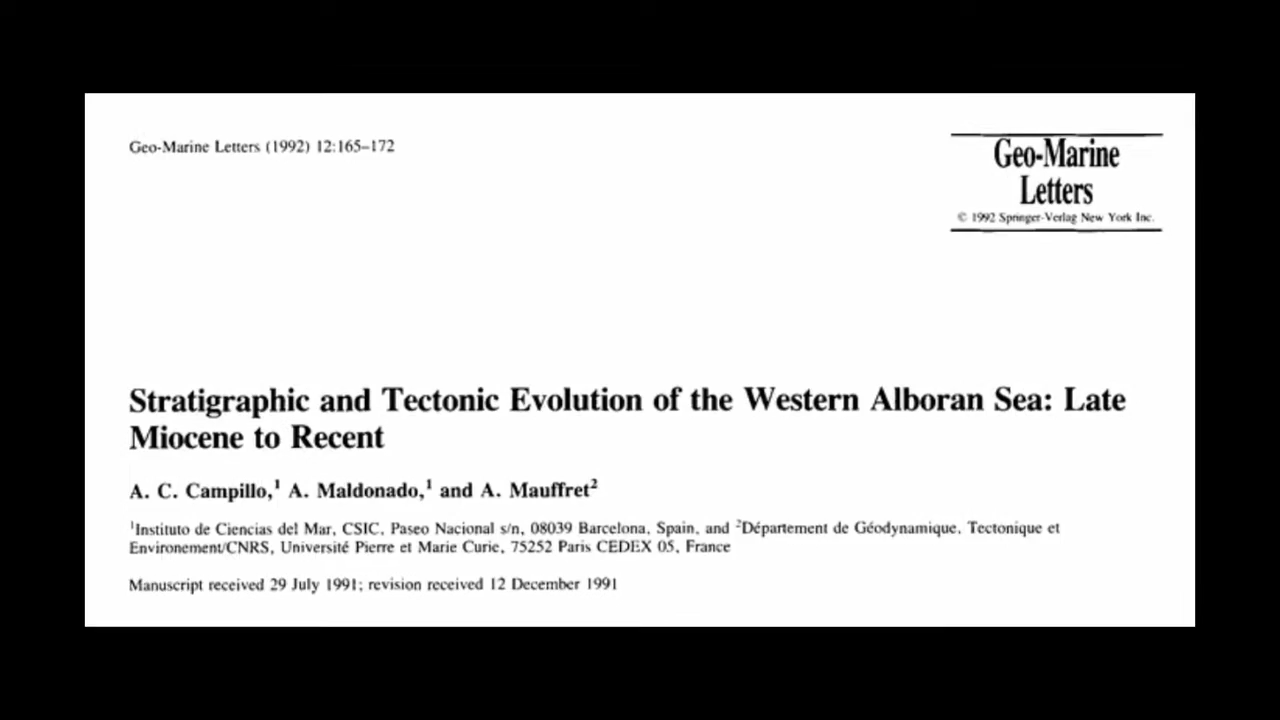 Geo-Marine Letters (1992) 12:165–172
Geo-Marine
Letters
© 1992 Springer-Verlag New York Inc.
Stratigraphic and Tectonic Evolution of the Western Alboran Sea: Late
Miocene to Recent
A. C. Campillo,¹ A. Maldonado,¹ and A. Mauffret²
¹Instituto de Ciencias del Mar, CSIC, Paseo Nacional s/n, 08039 Barcelona, Spain, and ²Département de Géodynamique, Tectonique et
Environement/CNRS, Université Pierre et Marie Curie, 75252 Paris CEDEX 05, France
Manuscript received 29 July 1991; revision received 12 December 1991